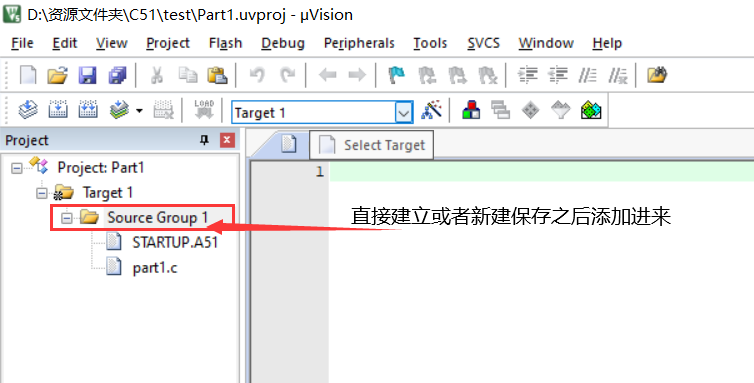 D:\资源文件夹\C51\test\Part1.uvproj - µVision
File Edit View Project Flash Debug Peripherals Tools SVCS Window Help
LOAD Target 1
Project
Select Target
Project: Part1
1
Target 1
Source Group 1
直接建立或者新建保存之后添加进来
STARTUP.A51
part1.c